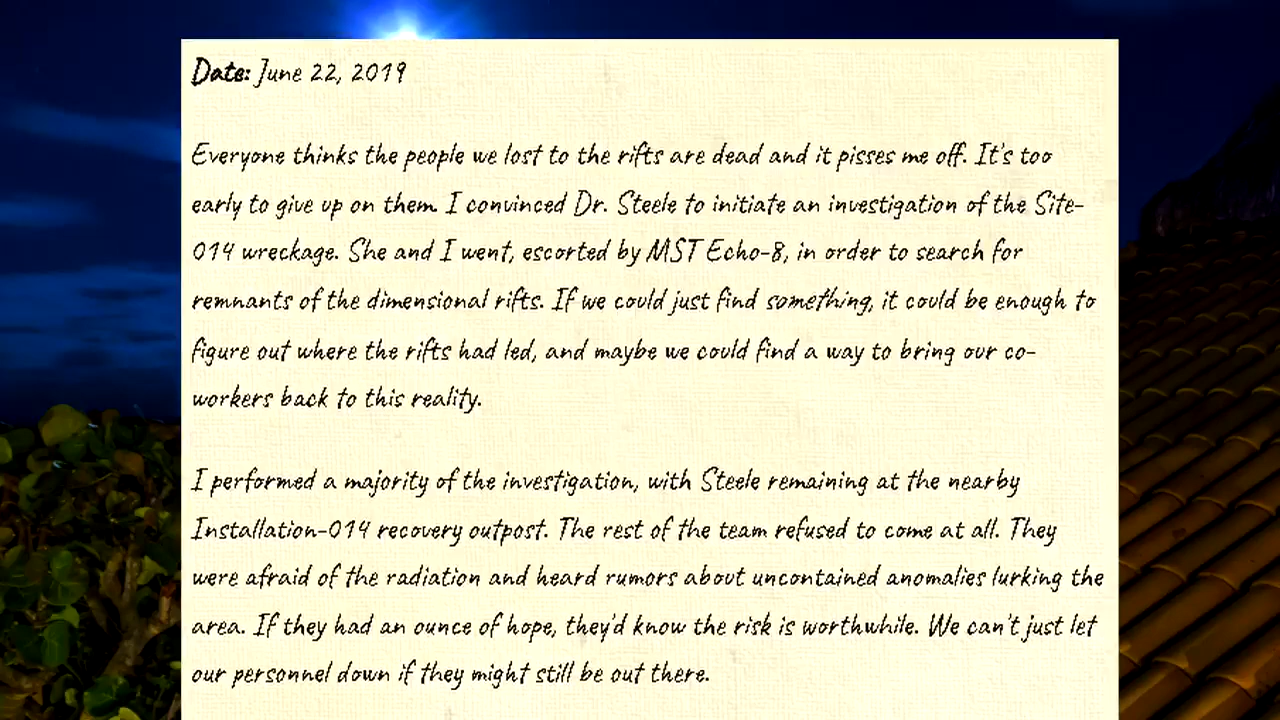 Date: June 22, 2019
Everyone thinks the people we lost to the rifts are dead and it pisses me off. It's too
early to give up on them. I convinced Dr. Steele to initiate an investigation of the Site-
014 wreckage. She and I went, escorted by MST Echo-8, in order to search for
remnants of the dimensional rifts. If we could just find something, it could be enough to
figure out where the rifts had led, and maybe we could find a way to bring our co-
workers back to this reality.
I performed a majority of the investigation, with Steele remaining at the nearby
Installation-014 recovery outpost. The rest of the team refused to come at all. They
were afraid of the radiation and heard rumors about uncontained anomalies lurking the
area. If they had an ounce of hope, they'd know the risk is worthwhile. We can't just let
our personnel down if they might still be out there.